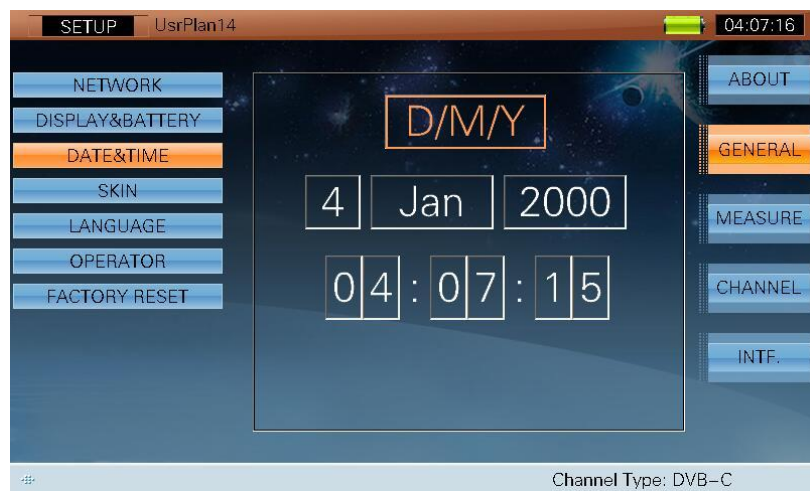 SETUP UsrPlan14 04:07:16
NETWORK
DISPLAY&BATTERY
DATE&TIME
SKIN
LANGUAGE
OPERATOR
FACTORY RESET
D/M/Y
4 Jan 2000
04:07:15
ABOUT
GENERAL
MEASURE
CHANNEL
INTF.
Channel Type: DVB-C